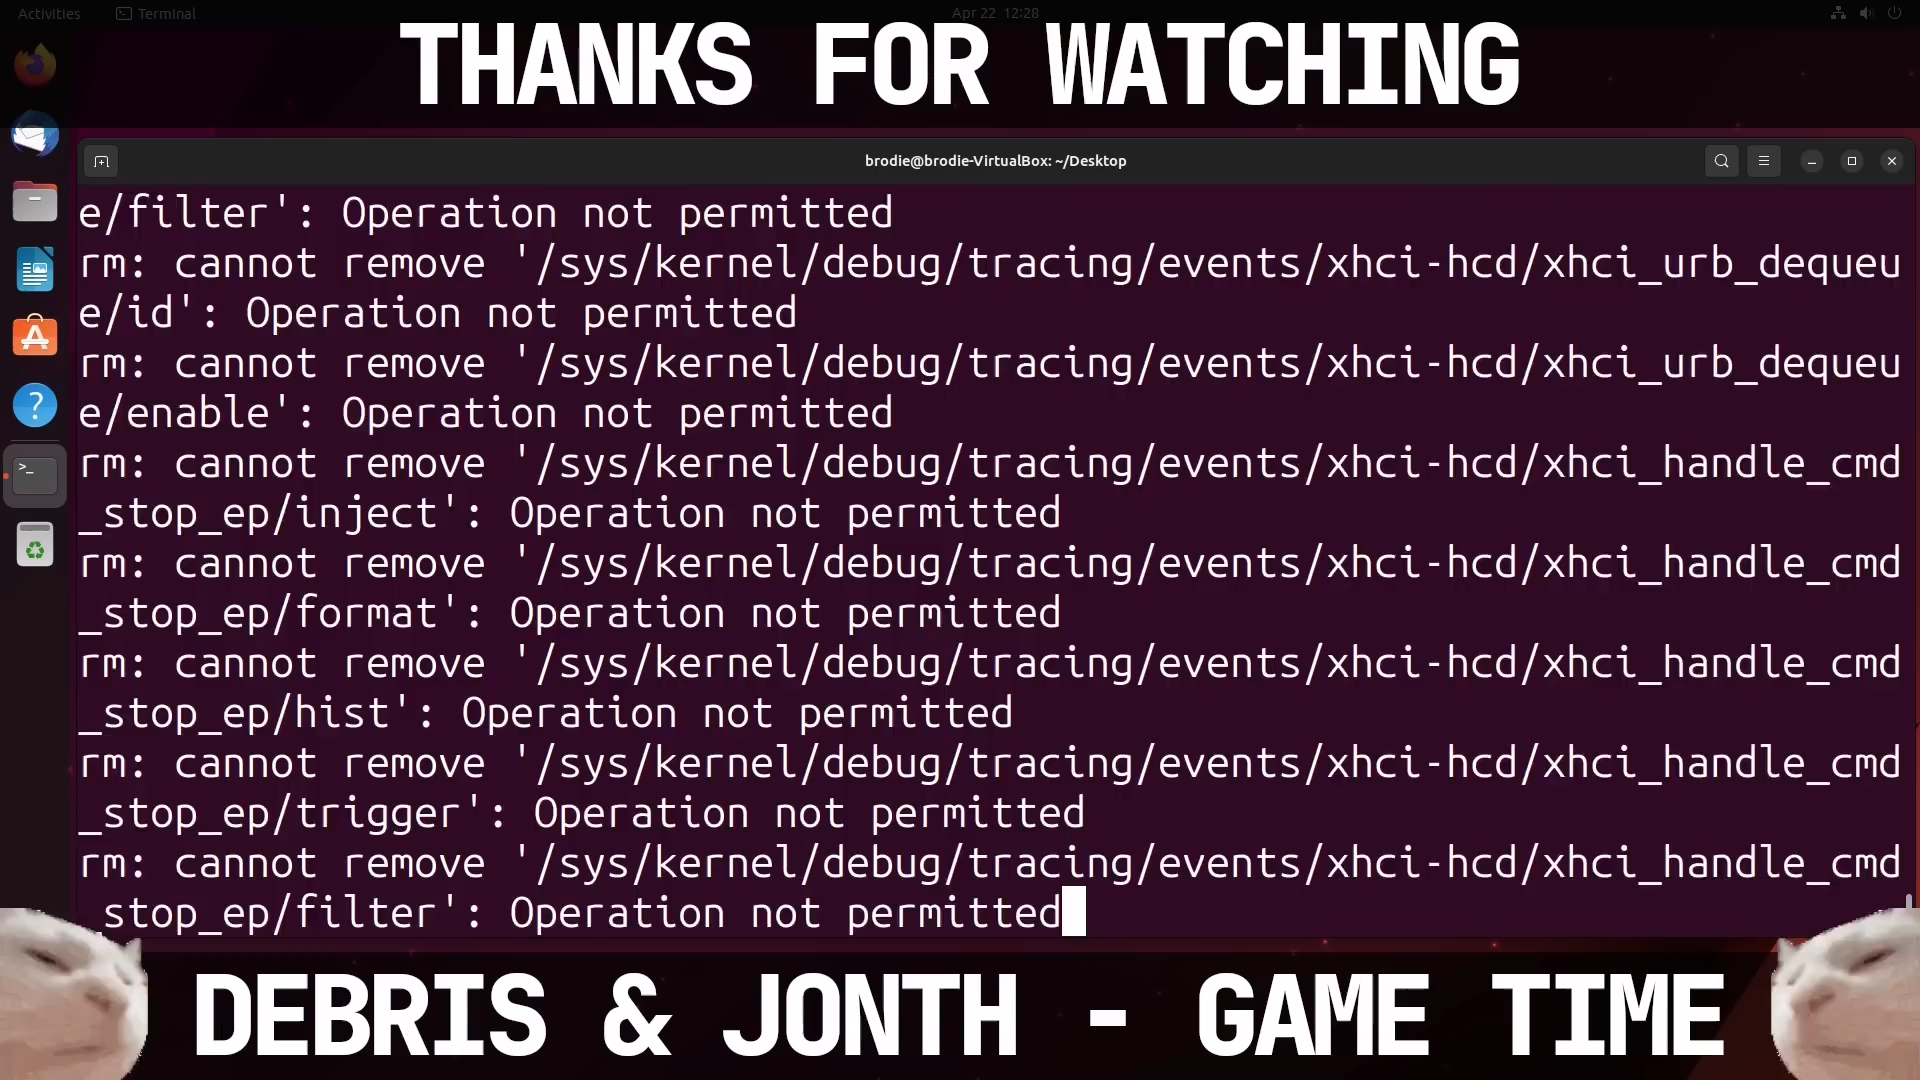 Activities
Terminal
Apr 22 12:28
THANKS FOR WATCHING
brodie@brodie-VirtualBox: ~/Desktop
e/filter': Operation not permitted
rm: cannot remove '/sys/kernel/debug/tracing/events/xhci-hcd/xhci_urb_dequeu
e/id': Operation not permitted
rm: cannot remove '/sys/kernel/debug/tracing/events/xhci-hcd/xhci_urb_dequeu
e/enable': Operation not permitted
rm: cannot remove '/sys/kernel/debug/tracing/events/xhci-hcd/xhci_handle_cmd
_stop_ep/inject': Operation not permitted
rm: cannot remove '/sys/kernel/debug/tracing/events/xhci-hcd/xhci_handle_cmd
_stop_ep/format': Operation not permitted
rm: cannot remove '/sys/kernel/debug/tracing/events/xhci-hcd/xhci_handle_cmd
_stop_ep/hist': Operation not permitted
rm: cannot remove '/sys/kernel/debug/tracing/events/xhci-hcd/xhci_handle_cmd
_stop_ep/trigger': Operation not permitted
rm: cannot remove '/sys/kernel/debug/tracing/events/xhci-hcd/xhci_handle_cmd
_stop_ep/filter': Operation not permitted
DEBRIS & JONTH - GAME TIME